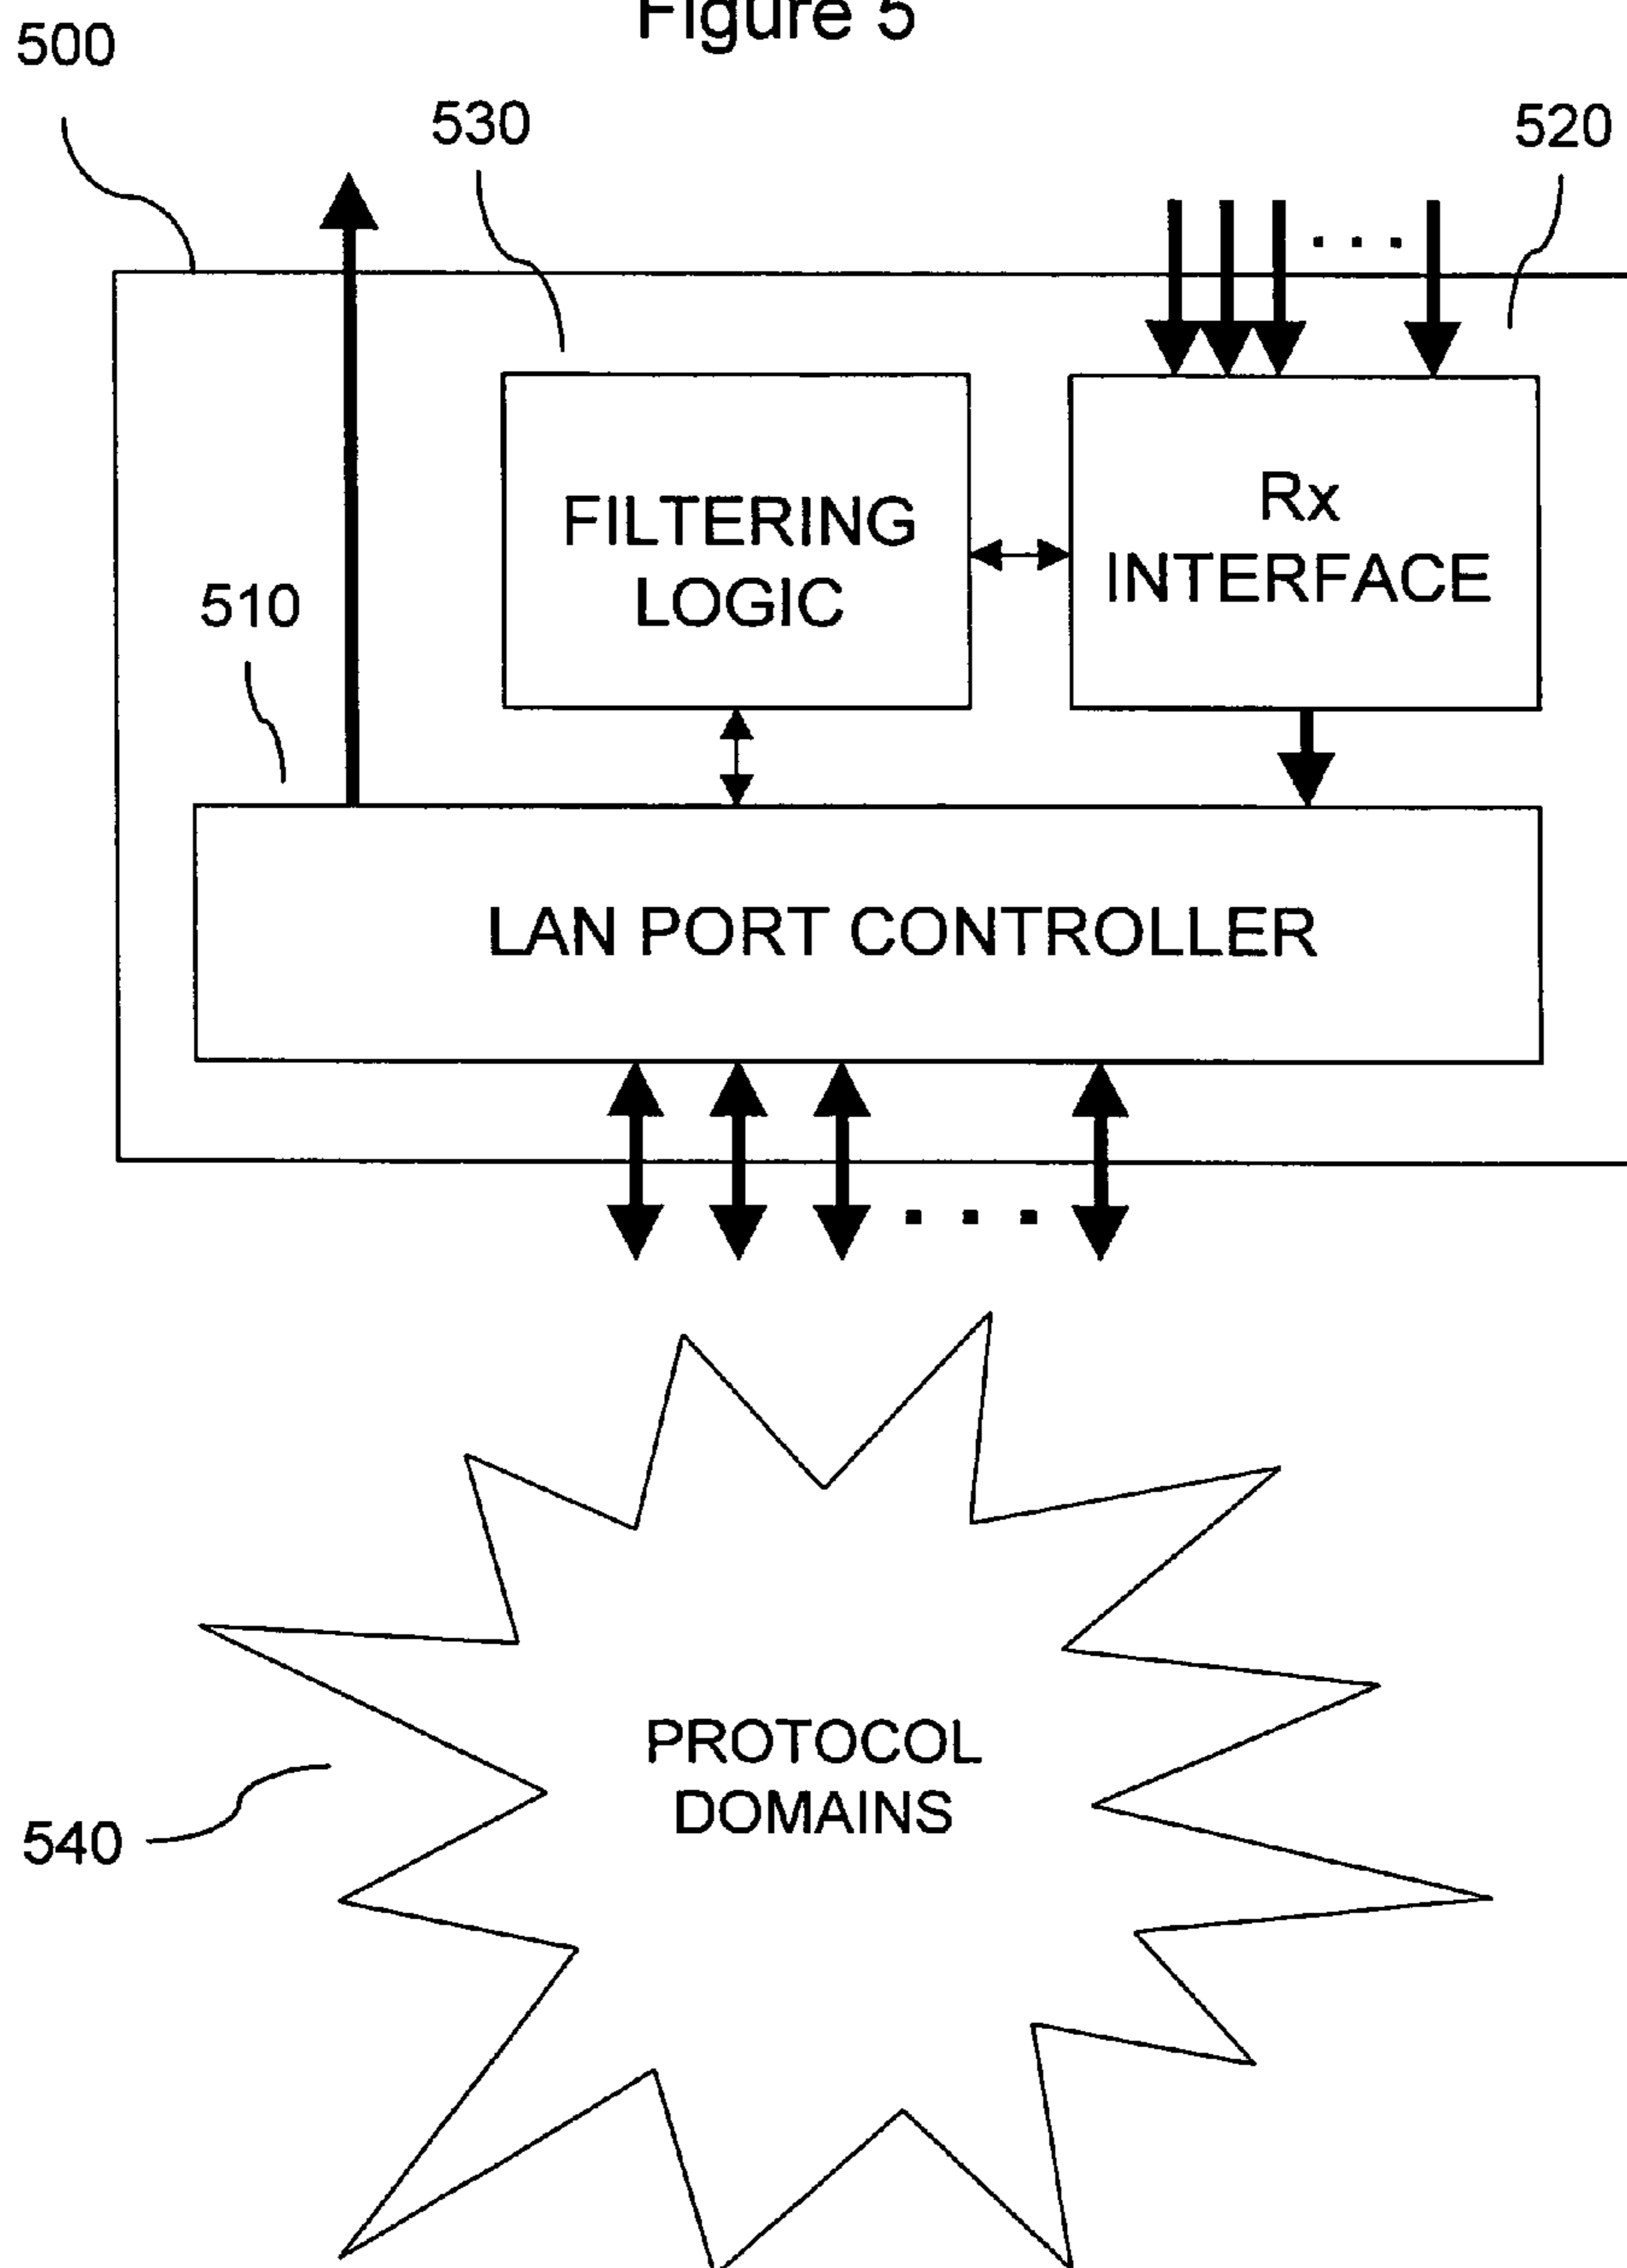 Figure 5
500
530
520
FILTERING
LOGIC
Rx
INTERFACE
510
LAN PORT CONTROLLER
PROTOCOL
DOMAINS
540